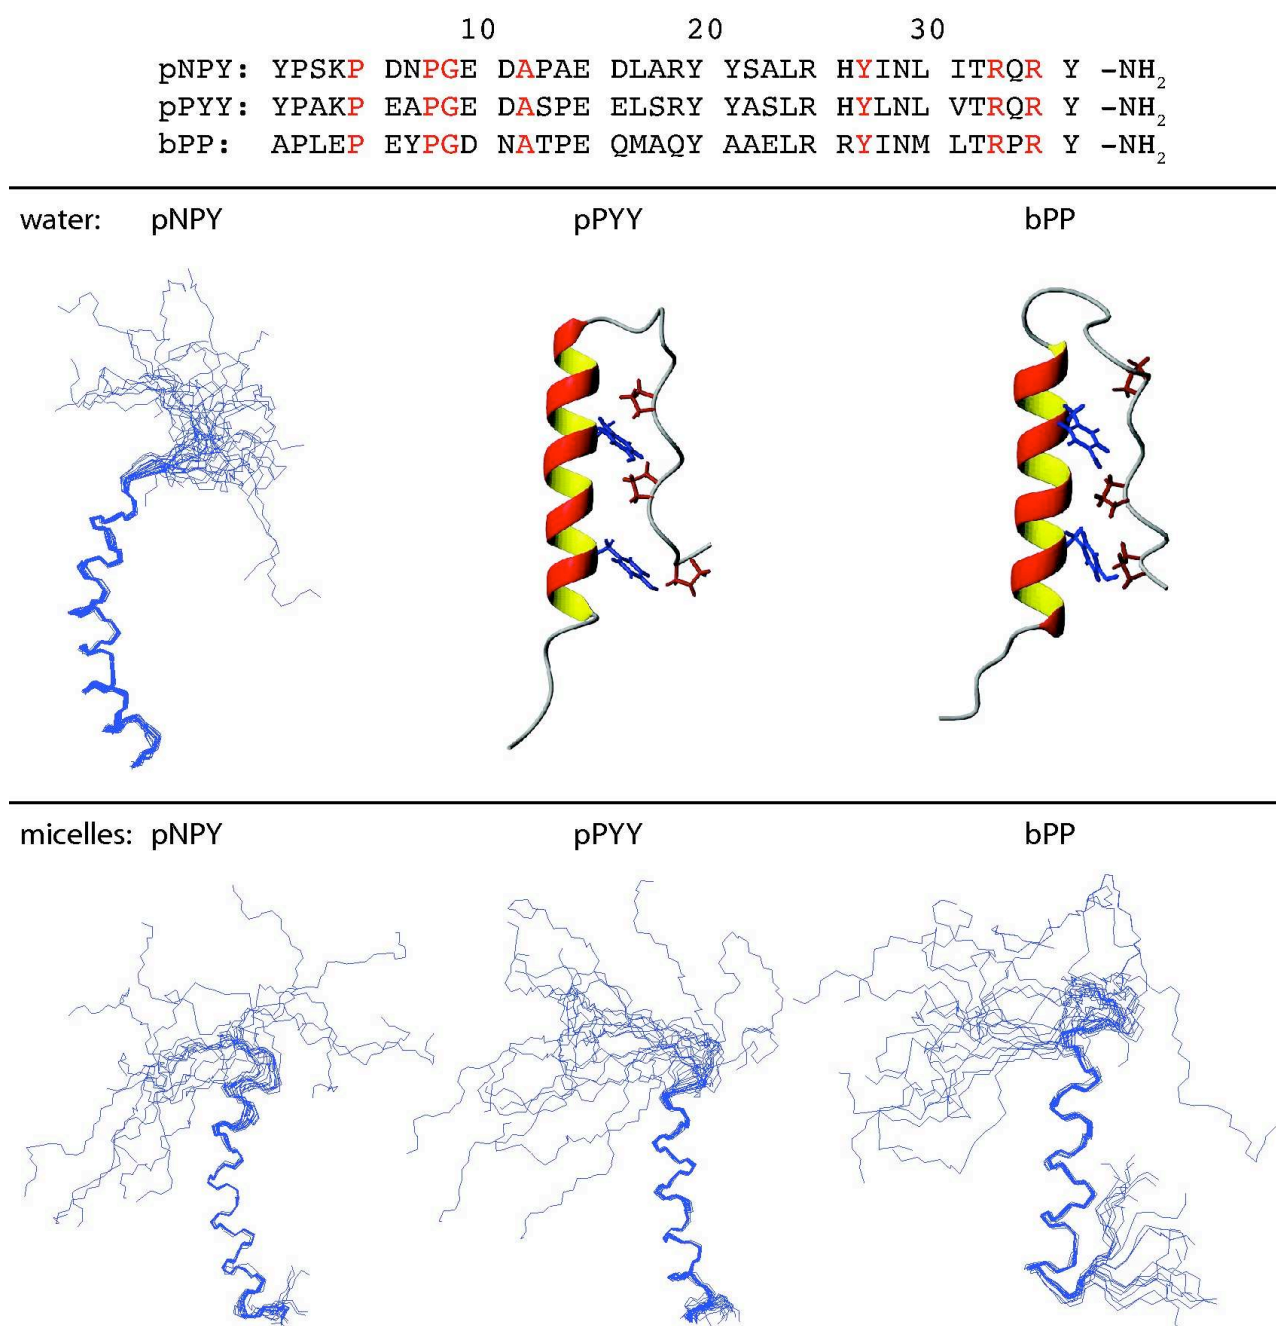 10 20 30
pNPY: YPSKP DNPGE DAPAE DLARY YSALR HYINL ITRQR Y -NH2
pPYY: YPAKP EAPGE DASPE ELSRY YASLR HYLNL VTRQR Y -NH2
bPP: APLEP EYPGD NATPE QMAQY AAELR RYINM LTRPR Y -NH2
water: pNPY pPYY bPP
micelles: pNPY pPYY bPP